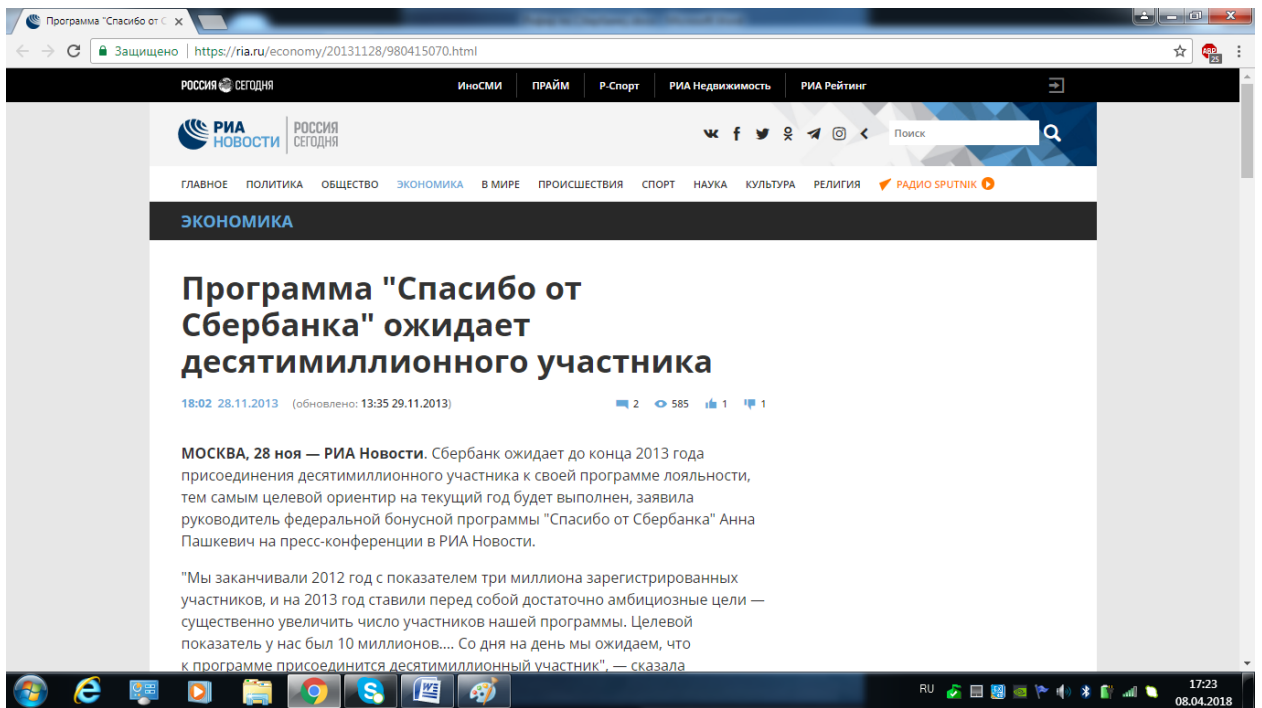 Программа "Спасибо от С
Защищено | https://ria.ru/economy/20131128/980415070.html
25
РОССИЯ СЕГОДНЯ ИноСМИ ПРАЙМ Р-Спорт РИА Недвижимость РИА Рейтинг
РИА НОВОСТИ РОССИЯ СЕГОДНЯ Поиск
ГЛАВНОЕ ПОЛИТИКА ОБЩЕСТВО ЭКОНОМИКА В МИРЕ ПРОИСШЕСТВИЯ СПОРТ НАУКА КУЛЬТУРА РЕЛИГИЯ РАДИО SPUTNIK
ЭКОНОМИКА
Программа "Спасибо от
Сбербанка" ожидает
десятимиллионного участника
18:02 28.11.2013 (обновлено: 13:35 29.11.2013) 2 585 1 1
МОСКВА, 28 ноя — РИА Новости. Сбербанк ожидает до конца 2013 года
присоединения десятимиллионного участника к своей программе лояльности,
тем самым целевой ориентир на текущий год будет выполнен, заявила
руководитель федеральной бонусной программы "Спасибо от Сбербанка" Анна
Пашкевич на пресс-конференции в РИА Новости.
"Мы заканчивали 2012 год с показателем три миллиона зарегистрированных
участников, и на 2013 год ставили перед собой достаточно амбициозные цели —
существенно увеличить число участников нашей программы. Целевой
показатель у нас был 10 миллионов.... Со дня на день мы ожидаем, что
к программе присоединится десятимиллионный участник", — сказала
RU 17:23
08.04.2018